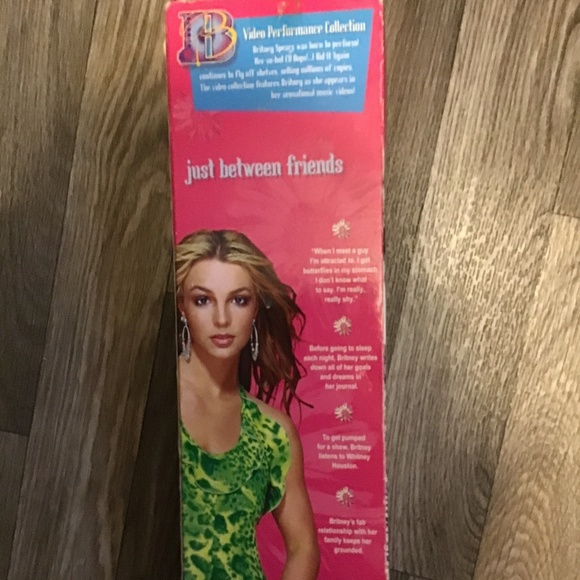 B
Video Performance Collection
Britney Spears was born to perform!
Her so hot CD Oops!...I Did It Again
continues to fly off shelves, selling millions of copies.
The video collection features Britney as she appears in
her sensational music videos!
just between friends
"When I meet a guy
I'm attracted to, I get
butterflies in my stomach.
I don't know what
to say. I'm really,
really shy."
Before going to sleep
each night, Britney writes
down all of her goals
and dreams in
her journal.
To get pumped
for a show, Britney
listens to Whitney
Houston.
Britney's
relationship with her
family keeps her
grounded.